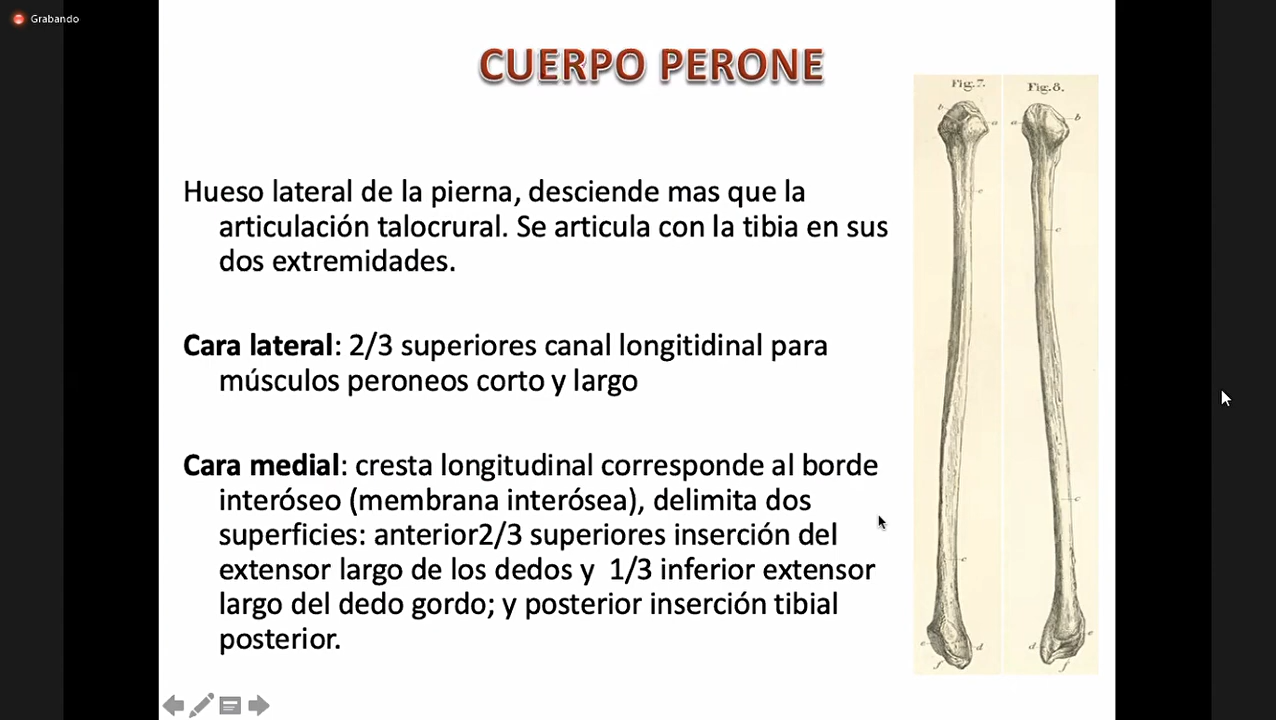 Grabando
CUERPO PERONE
Fig.7.
Fig.8.
b
a
a
b
c
c
c
c
e
d
d
e
f
f
Hueso lateral de la pierna, desciende mas que la
articulación talocrural. Se articula con la tibia en sus
dos extremidades.
Cara lateral: 2/3 superiores canal longitidinal para
músculos peroneos corto y largo
Cara medial: cresta longitudinal corresponde al borde
interóseo (membrana interósea), delimita dos
superficies: anterior2/3 superiores inserción del
extensor largo de los dedos y  1/3 inferior extensor
largo del dedo gordo; y posterior inserción tibial
posterior.